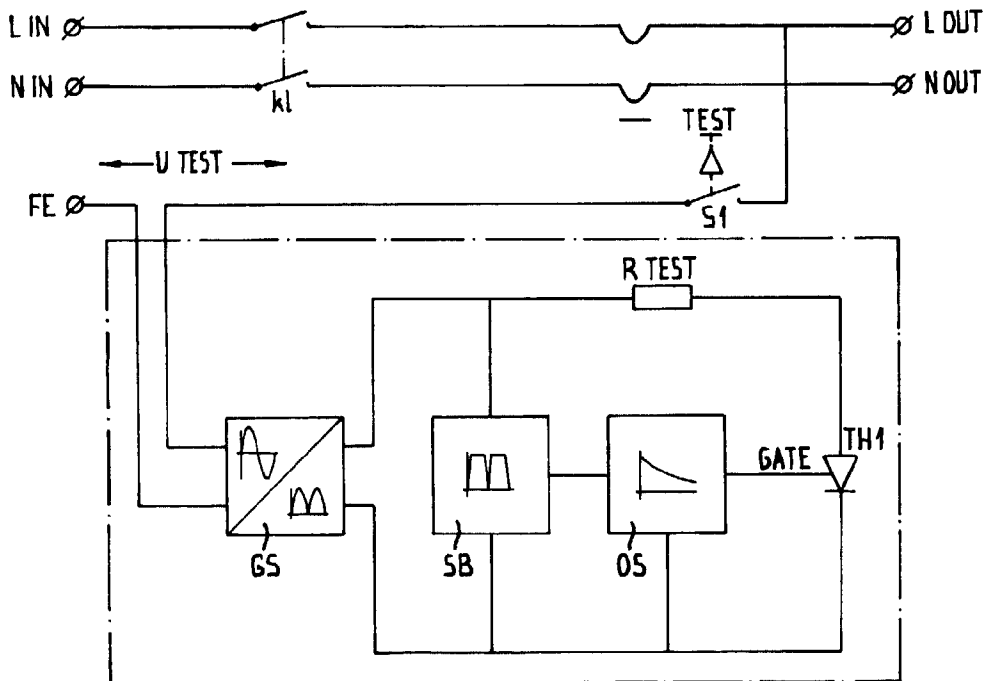 L IN
L OUT
N IN
N OUT
kl
TEST
U TEST
FE
S1
R TEST
TH1
GATE
GS
SB
OS